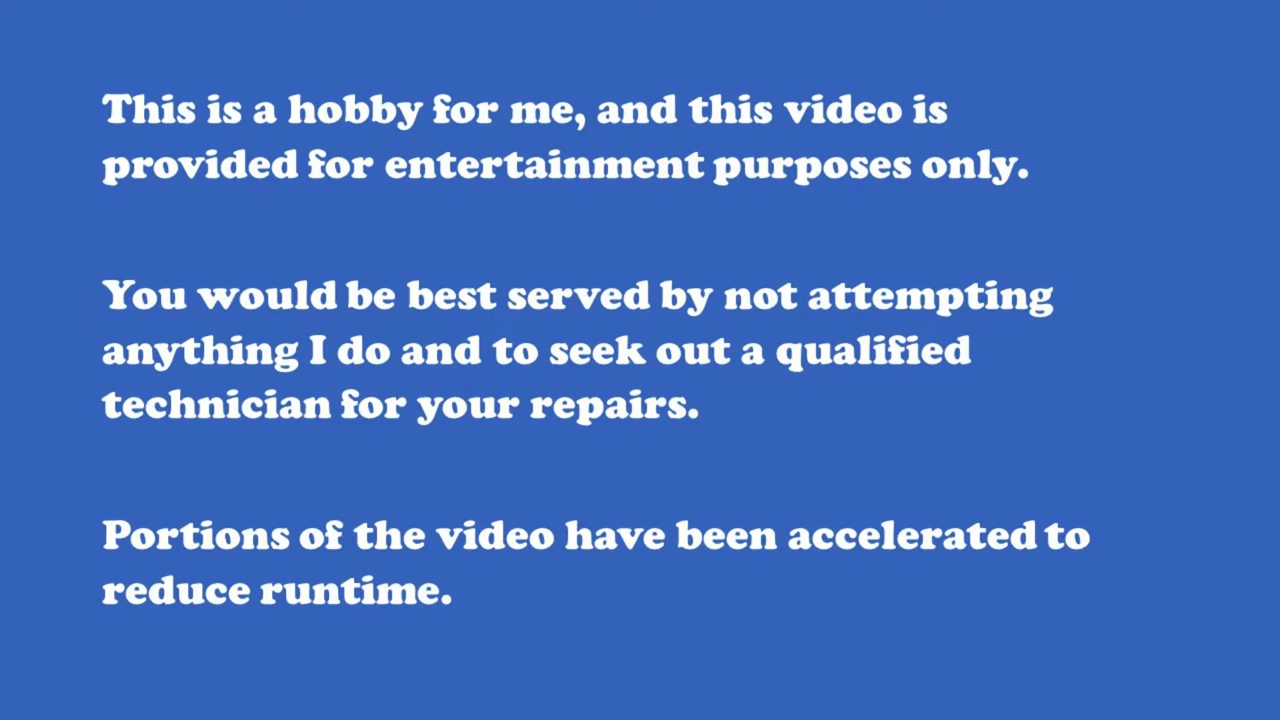 This is a hobby for me, and this video is
provided for entertainment purposes only.
You would be best served by not attempting
anything I do and to seek out a qualified
technician for your repairs.
Portions of the video have been accelerated to
reduce runtime.